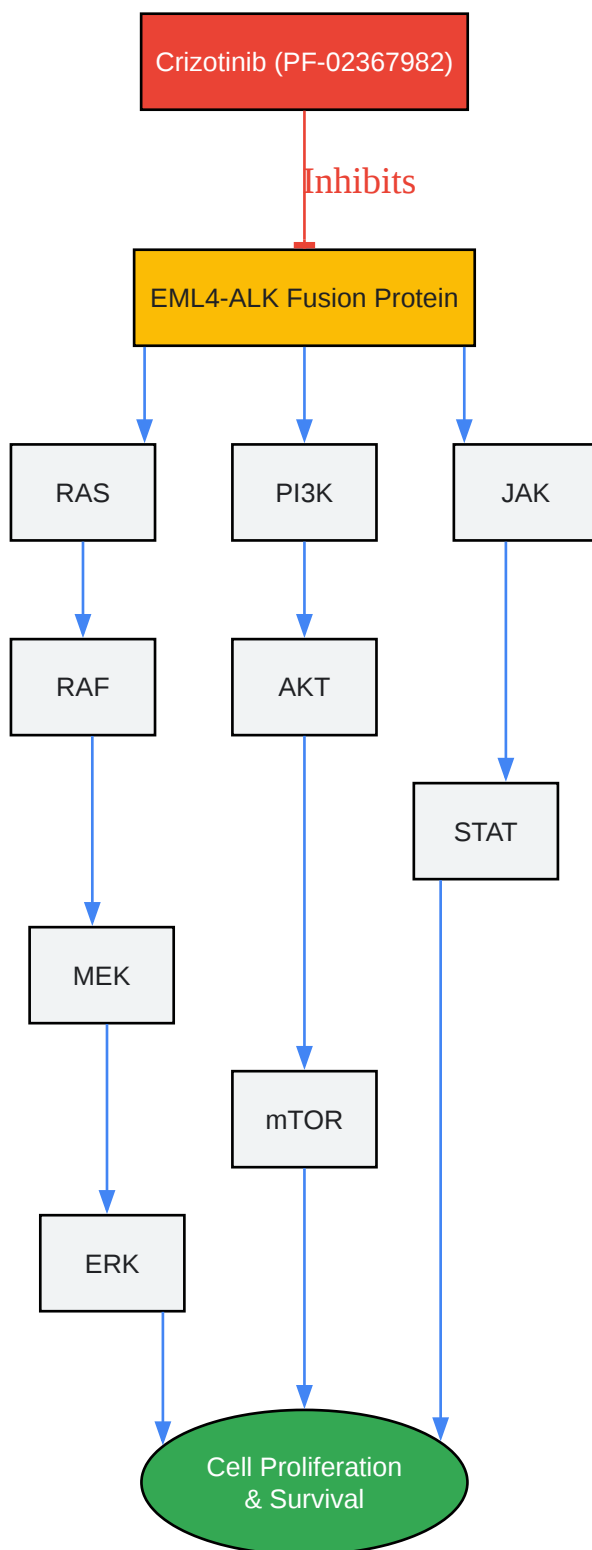 Crizotinib (PF-02367982)
Inhibits
EML4-ALK Fusion Protein
RAS
PI3K
JAK
RAF
AKT
STAT
MEK
mTOR
ERK
Cell Proliferation
& Survival